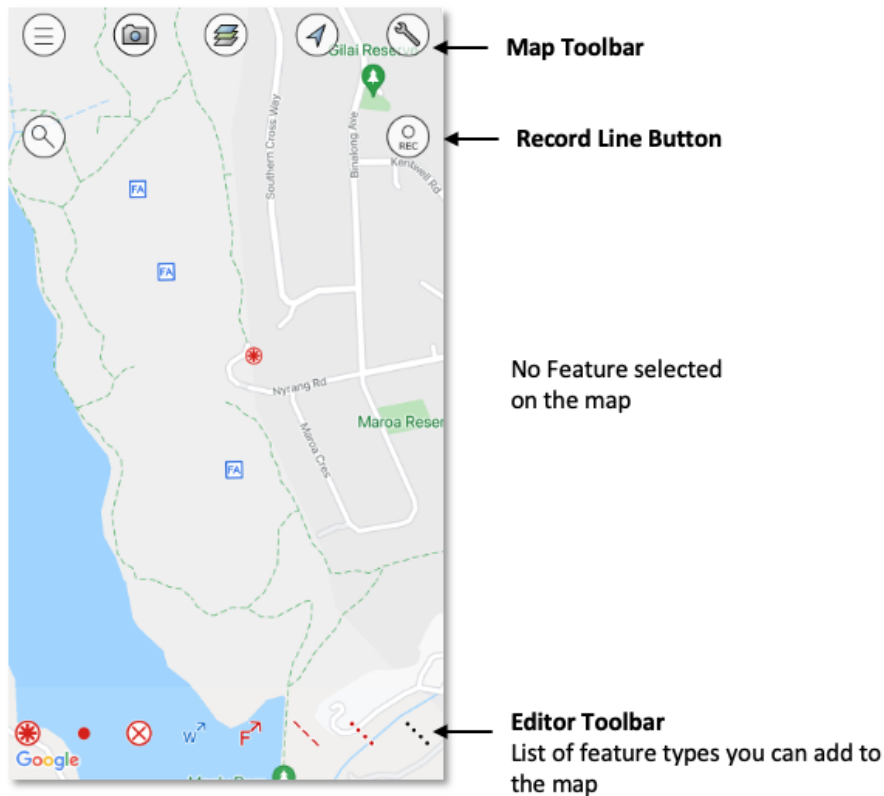 Map Toolbar
Gilai Reserve
Record Line Button
REC
Southern Cross Way
Binalong Ave
Kentwell Rd
FA
FA
No Feature selected
on the map
Nyrang Rd
Maroa Reser
Maroa Cres
FA
Editor Toolbar
W
F
List of feature types you can add to
the map
Google